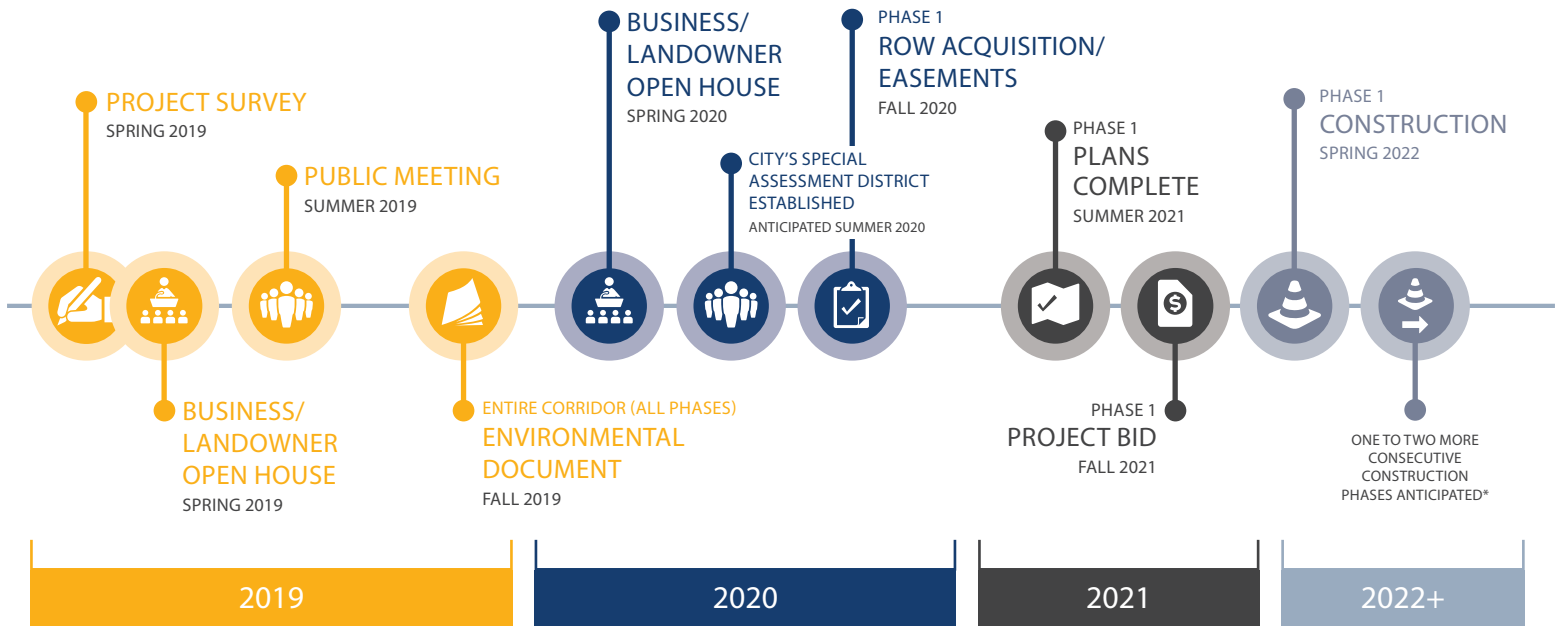 PROJECT SURVEY
SPRING 2019
BUSINESS/
LANDOWNER
OPEN HOUSE
SPRING 2019
PUBLIC MEETING
SUMMER 2019
ENTIRE CORRIDOR (ALL PHASES)
ENVIRONMENTAL
DOCUMENT
FALL 2019
BUSINESS/
LANDOWNER
OPEN HOUSE
SPRING 2020
CITY'S SPECIAL
ASSESSMENT DISTRICT
ESTABLISHED
ANTICIPATED SUMMER 2020
PHASE 1
ROW ACQUISITION/
EASEMENTS
FALL 2020
PHASE 1
PLANS
COMPLETE
SUMMER 2021
PHASE 1
PROJECT BID
FALL 2021
PHASE 1
CONSTRUCTION
SPRING 2022
ONE TO TWO MORE
CONSECUTIVE
CONSTRUCTION
PHASES ANTICIPATED*
$
2019
2020
2021
2022+